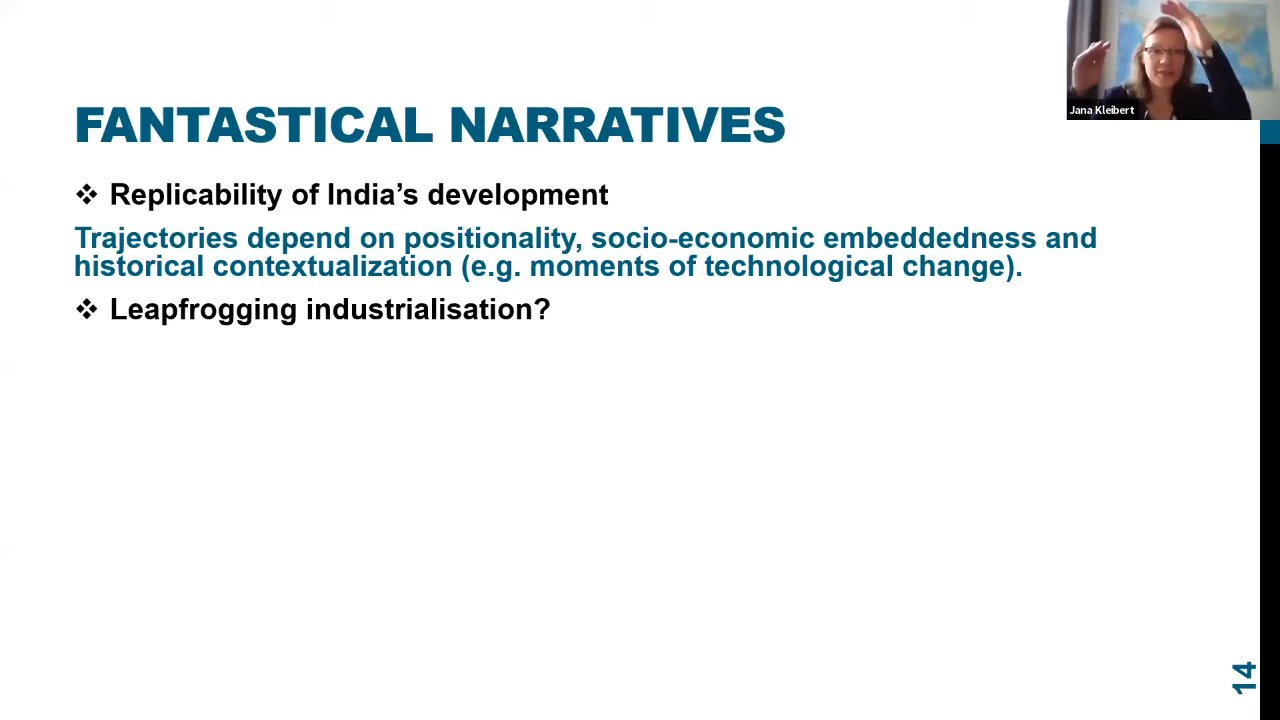 Jana Kleibert
FANTASTICAL NARRATIVES
❖ Replicability of India’s development
Trajectories depend on positionality, socio-economic embeddedness and
historical contextualization (e.g. moments of technological change).
❖ Leapfrogging industrialisation?
14